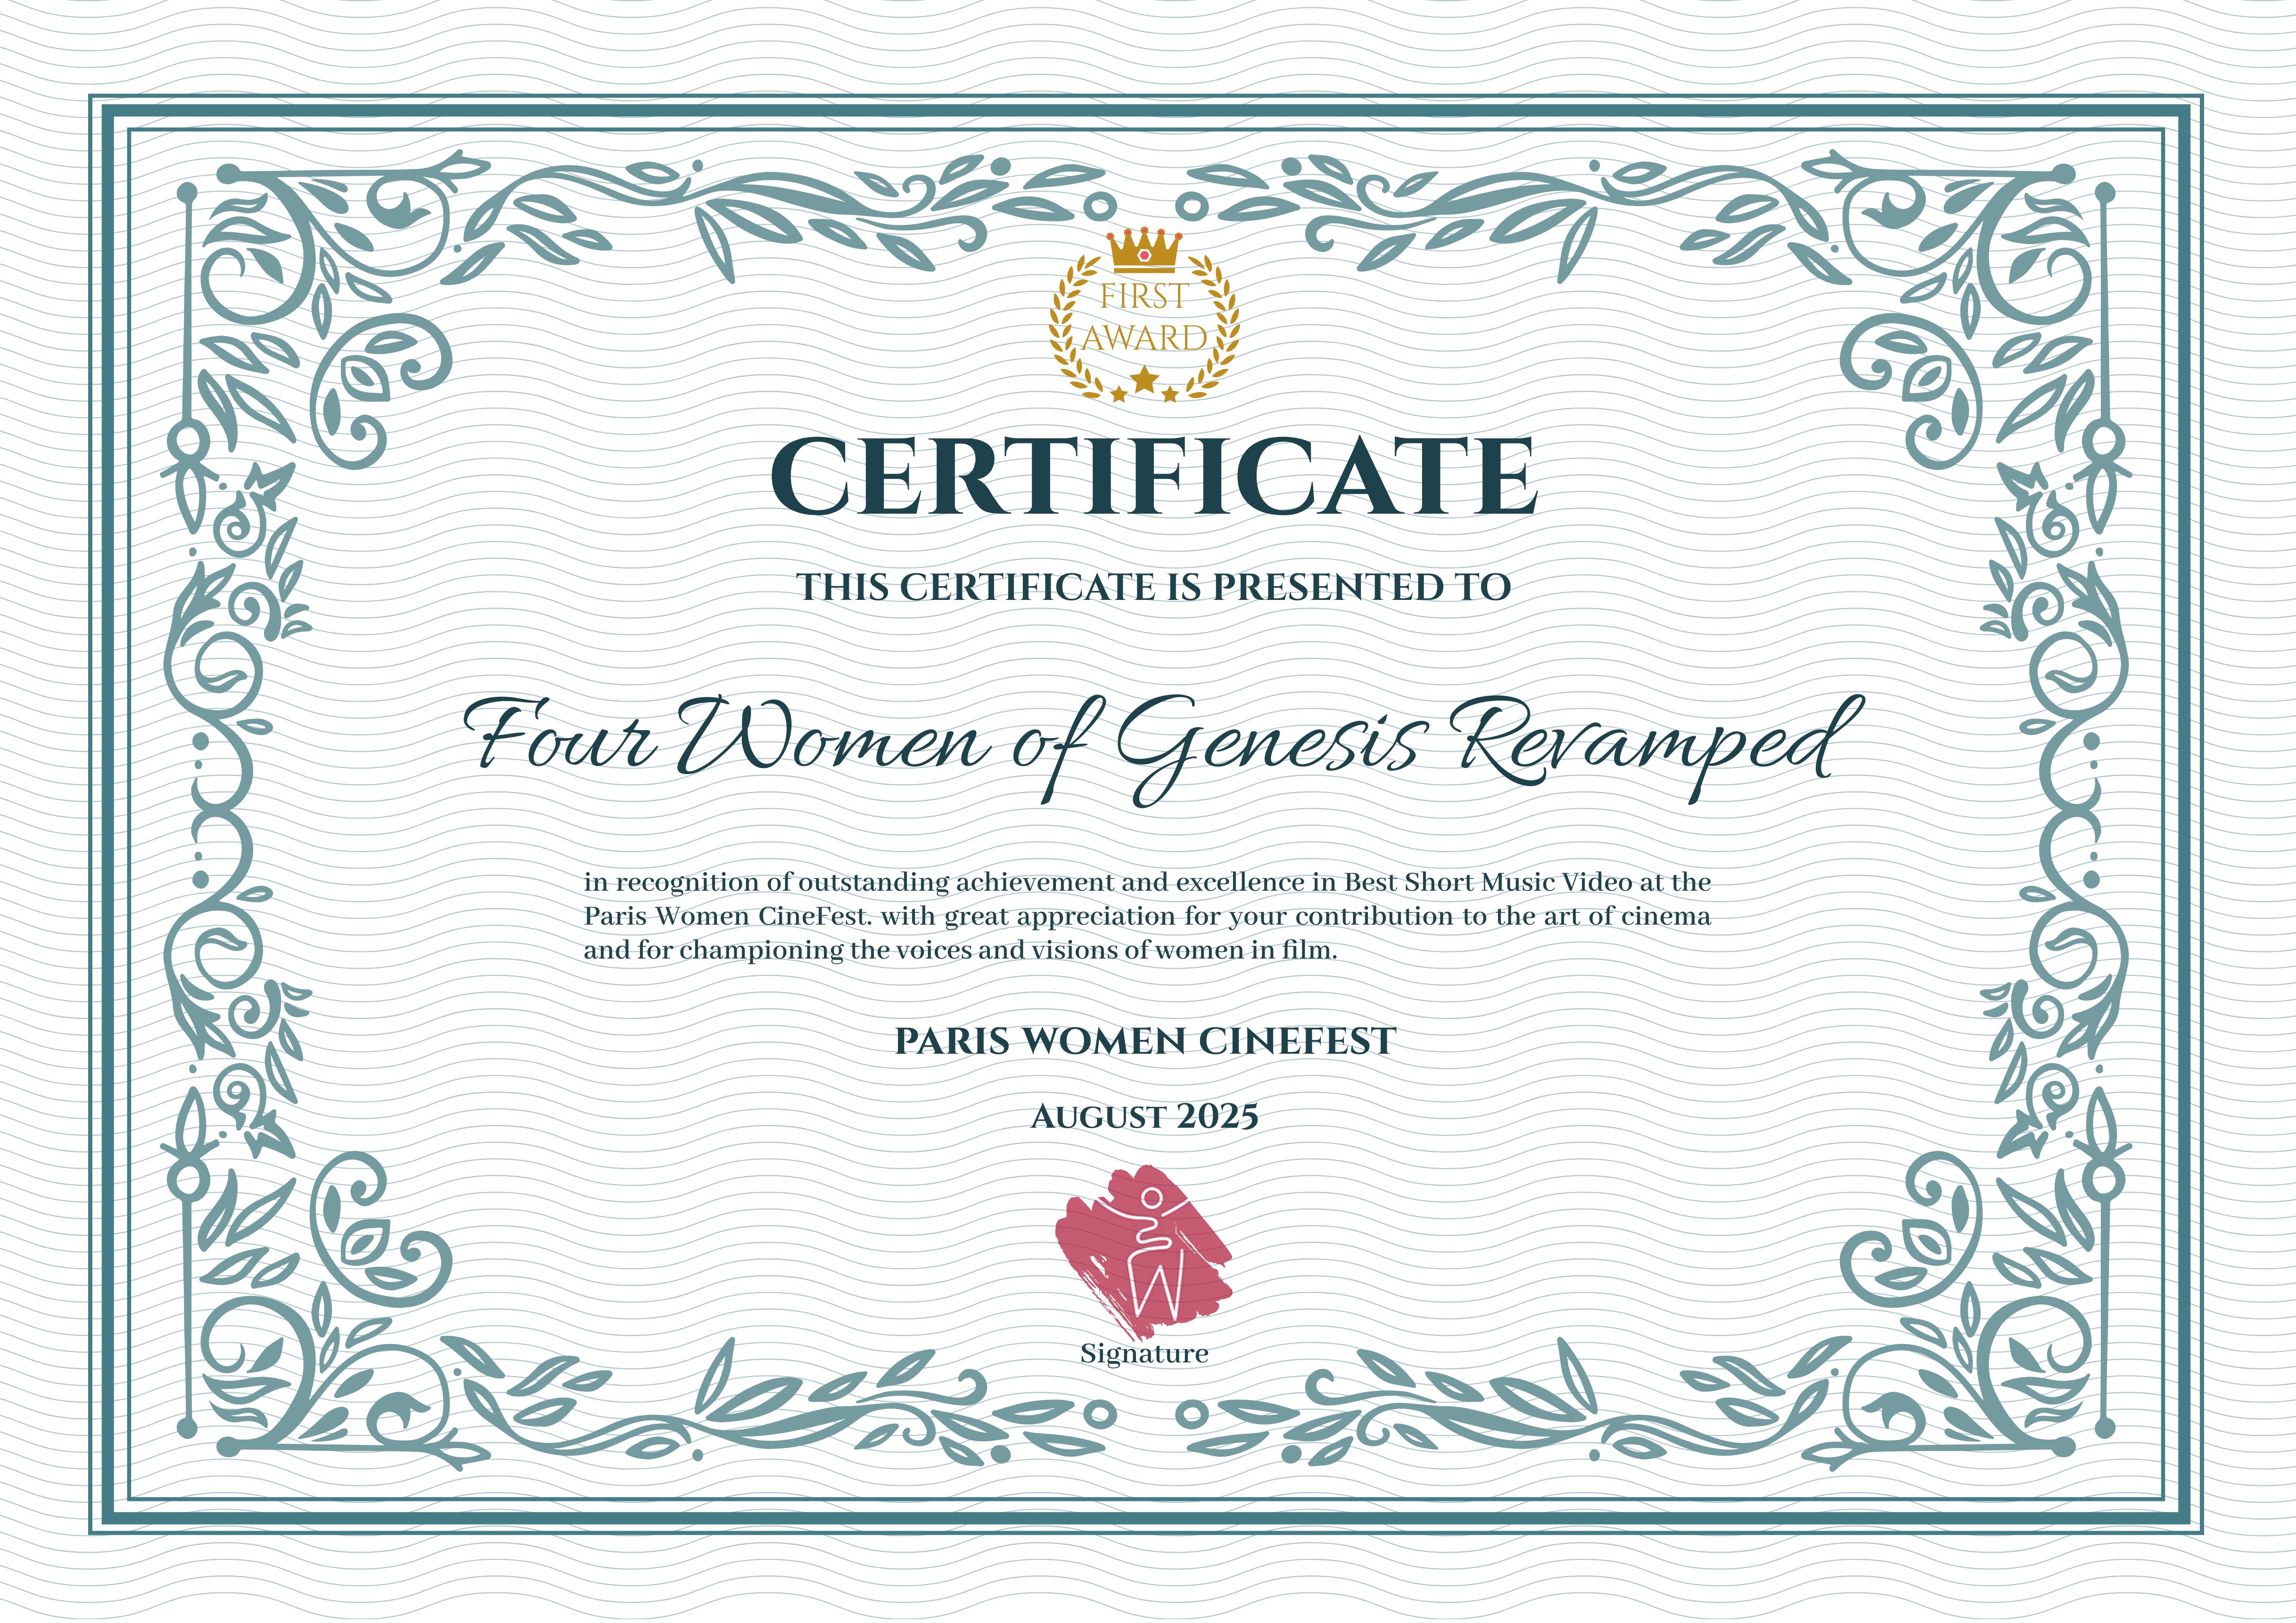 FIRST
AWARD
CERTIFICATE
THIS CERTIFICATE IS PRESENTED TO
Four Women of Genesis Revamped
in recognition of outstanding achievement and excellence in Best Short Music Video at the
Paris Women CineFest. with great appreciation for your contribution to the art of cinema
and for championing the voices and visions of women in film.
PARIS WOMEN CINEFEST
AUGUST 2025
Signature